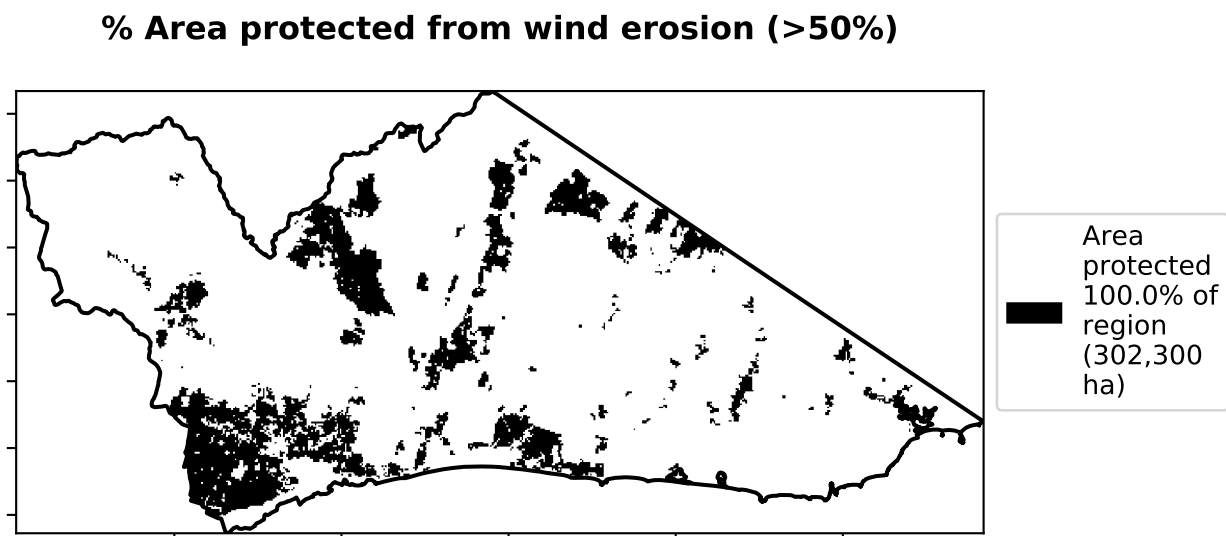 % Area protected from wind erosion (>50%)
Area
protected
100.0% of
region
(302,300
ha)